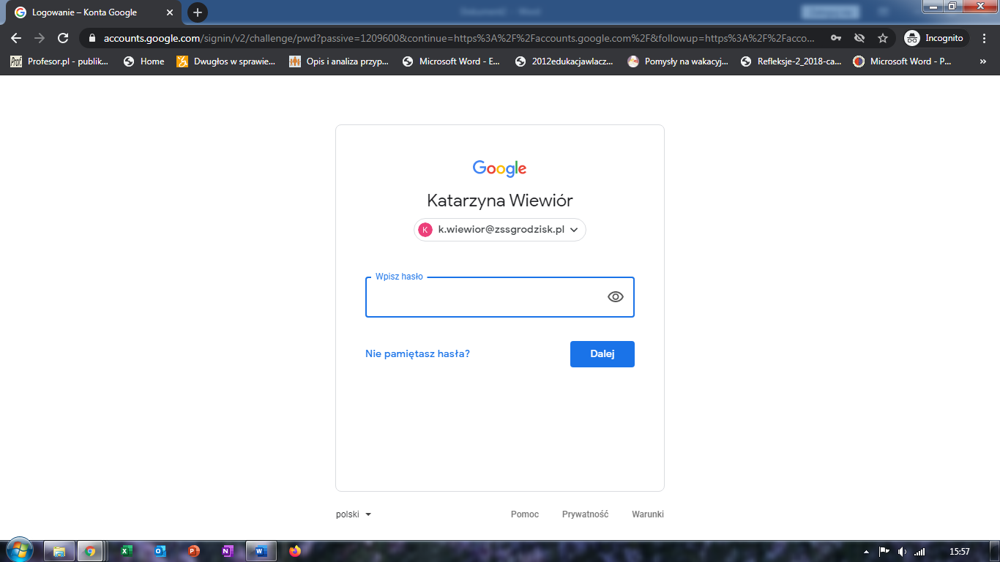 Logowanie – Konta Google
accounts.google.com/signin/v2/challenge/pwd?passive=1209600&continue=https%3A%2F%2Faccounts.google.com%2F&followup=https%3A%2F%2Facco...
Incognito
Profesor.pl - publik...
Home
Dwugłos w sprawie...
Opis i analiza przyp...
Microsoft Word - E...
2012edukacjawlacz...
Pomysły na wakacyj...
Refleksje-2_2018-ca...
Microsoft Word - P...
Google
Katarzyna Wiewiór
K k.wiewior@zssgrodzisk.pl
Wpisz hasło
Nie pamiętasz hasła?
Dalej
polski
Pomoc
Prywatność
Warunki
15:57